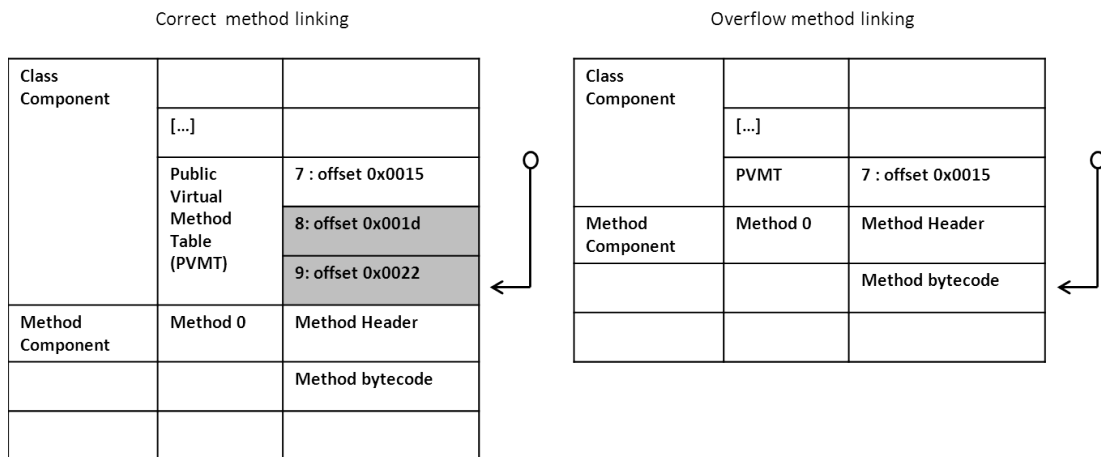 Correct method linking
Overflow method linking
Class
Component
[…]
Public
Virtual
Method
Table
(PVMT)
7 : offset 0x0015
8: offset 0x001d
9: offset 0x0022
Method
Component
Method 0
Method Header
Method bytecode
Class
Component
[…]
PVMT
7 : offset 0x0015
Method
Component
Method 0
Method Header
Method bytecode